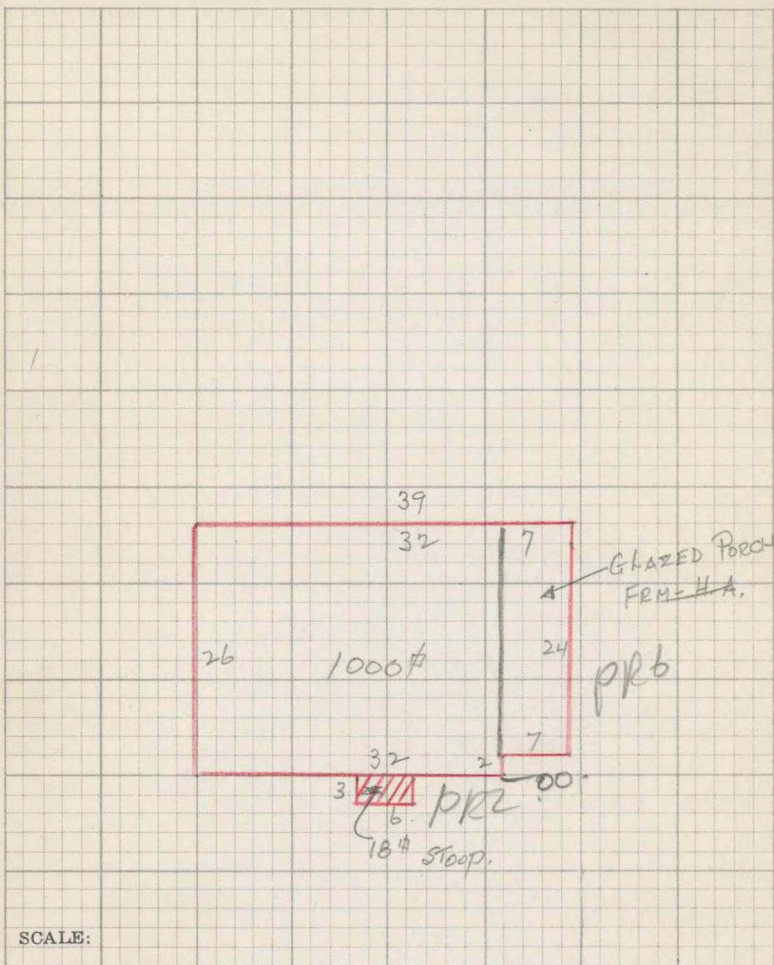 39
32 7
GLAZED PORCH
FRM-H.A.
26 1000# 24
PR6
7
32 2
3 PR2 00
6
18# STOOP.
SCALE: